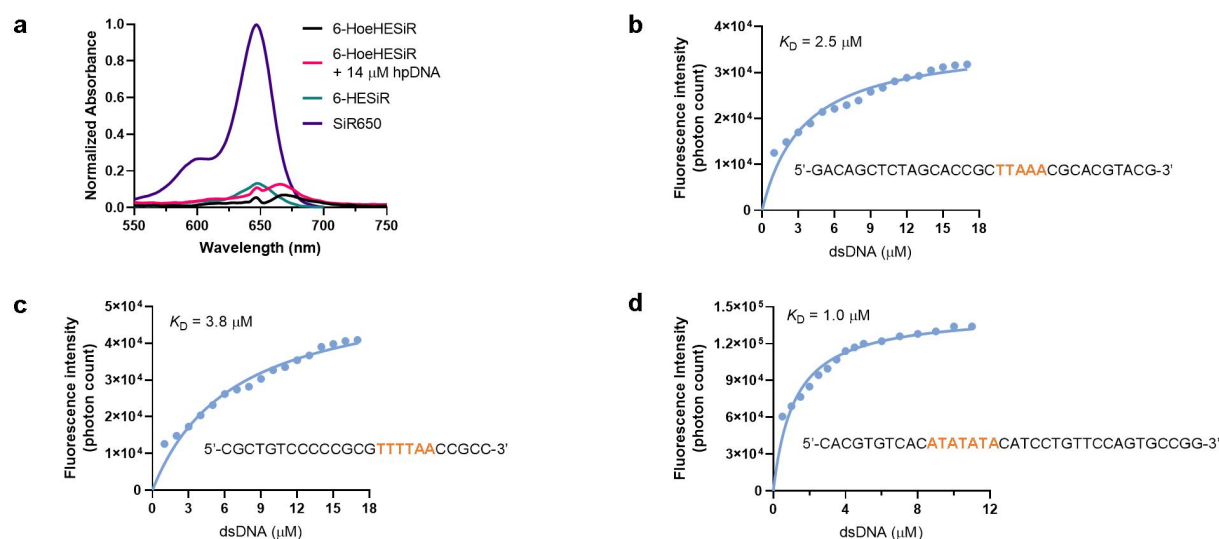 a
1.0
0.8
0.6
0.4
0.2
0.0
Normalized Absorbance
550
600
650
700
750
Wavelength (nm)
6-HoeHESiR
6-HoeHESiR
+ 14 μM hpDNA
6-HESiR
SiR650
b
4×10⁴
3×10⁴
2×10⁴
1×10⁴
0
Fluorescence intensity
(photon count)
K_D = 2.5 μM
5'-GACAGCTCTAGCACCGCTTAAACGCACGTACG-3'
0
3
6
9
12
15
18
dsDNA (μM)
c
5×10⁴
4×10⁴
3×10⁴
2×10⁴
1×10⁴
0
Fluorescence intensity
(photon count)
K_D = 3.8 μM
5'-CGCTGTCCCCCGCGTTTTAACCGCC-3'
0
3
6
9
12
15
18
dsDNA (μM)
d
1.5×10⁵
1.2×10⁵
9×10⁴
6×10⁴
3×10⁴
0
Fluorescence Intensity
(photon count)
K_D = 1.0 μM
5'-CACGTGTCACATATATACATCCTGTTCCAGTGCCGG-3'
0
4
8
12
dsDNA (μM)